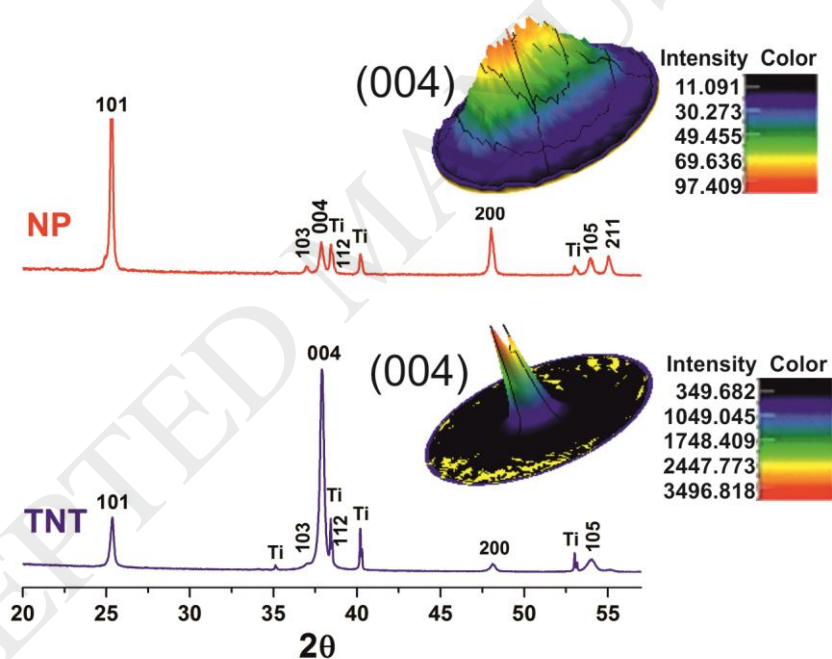 EPTED MANU
(004)
Intensity Color
11.091
30.273
49.455
69.636
97.409
101
NP
103
004
Ti
112
Ti
200
Ti
105
211
(004)
Intensity Color
349.682
1049.045
1748.409
2447.773
3496.818
004
101
TNT
Ti
103
Ti
112
Ti
200
Ti
105
20 25 30 35 40 45 50 55
2θ